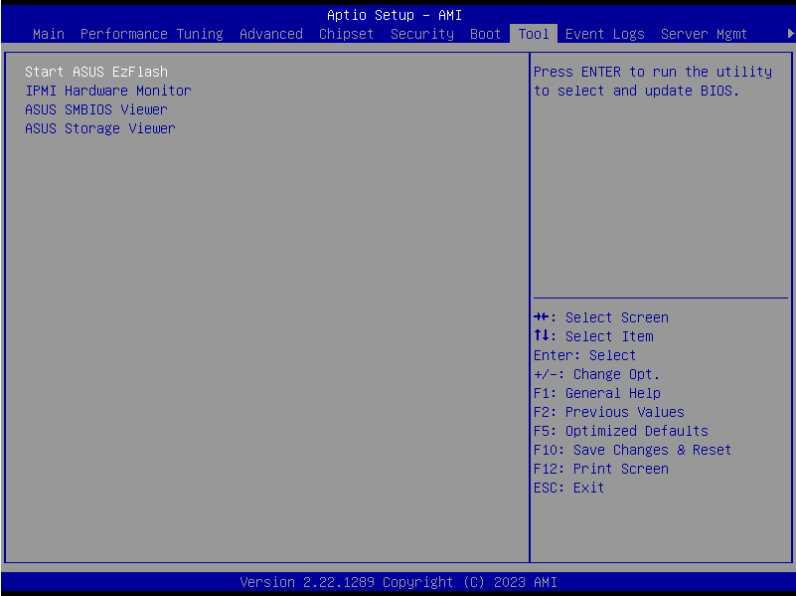 Aptio Setup – AMI
Main Performance Tuning Advanced Chipset Security Boot Tool Event Logs Server Mgmt ▶
Start ASUS EzFlash
IPMI Hardware Monitor
ASUS SMBIOS Viewer
ASUS Storage Viewer
Press ENTER to run the utility
to select and update BIOS.
→←: Select Screen
↑↓: Select Item
Enter: Select
+/-: Change Opt.
F1: General Help
F2: Previous Values
F5: Optimized Defaults
F10: Save Changes & Reset
F12: Print Screen
ESC: Exit
Version 2.22.1289 Copyright (C) 2023 AMI